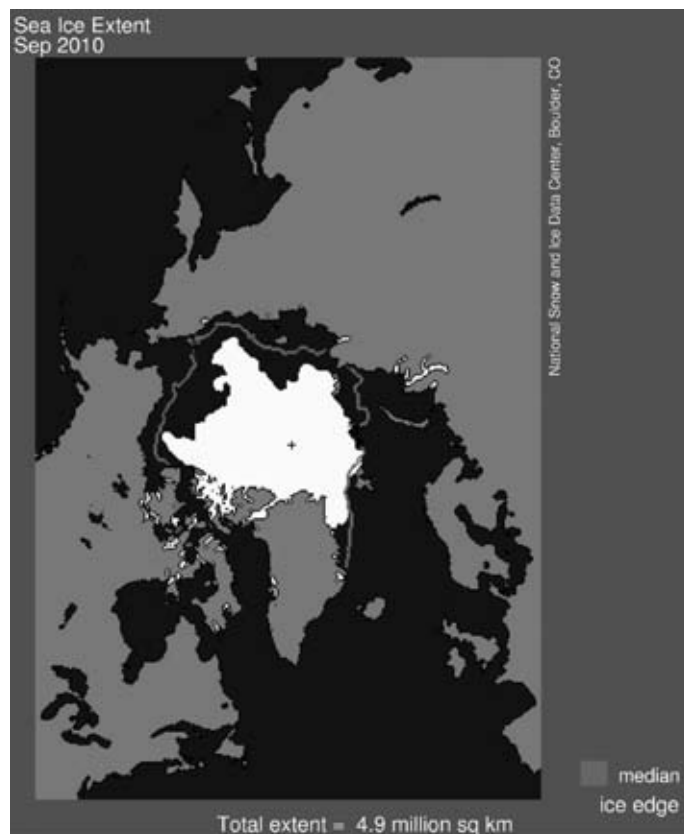 Sea Ice Extent
Sep 2010
National Snow and Ice Data Center, Boulder, CO
median
ice edge
Total extent = 4.9 million sq km